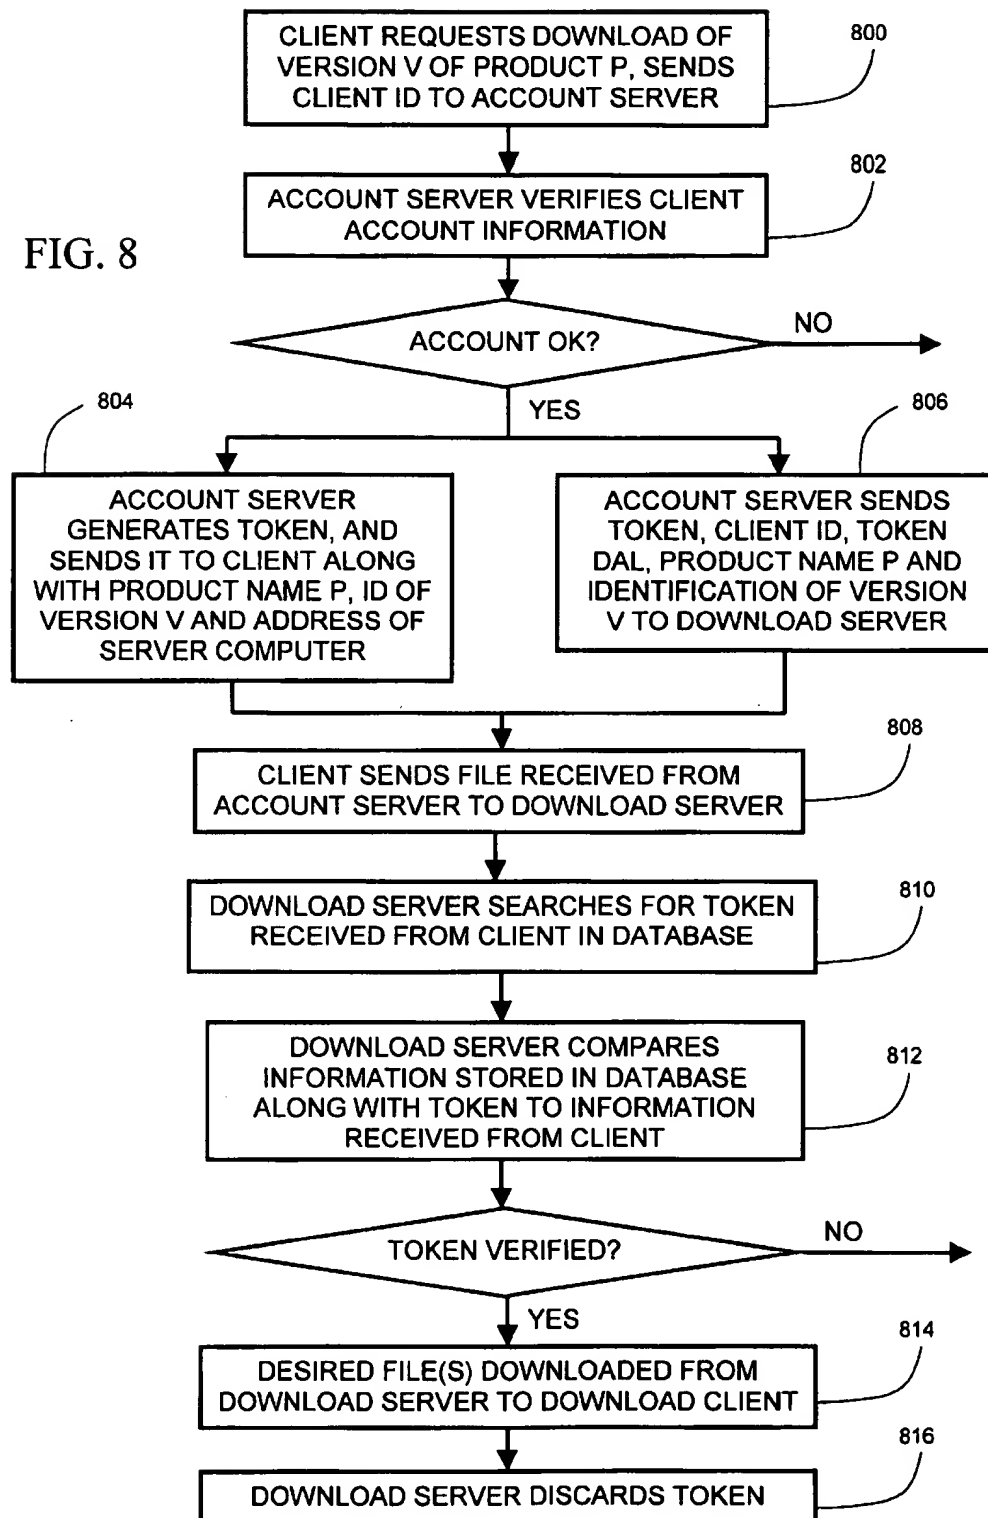 CLIENT REQUESTS DOWNLOAD OF
VERSION V OF PRODUCT P, SENDS
CLIENT ID TO ACCOUNT SERVER
800
802
ACCOUNT SERVER VERIFIES CLIENT
ACCOUNT INFORMATION
FIG. 8
ACCOUNT OK?
NO
YES
804
806
ACCOUNT SERVER
GENERATES TOKEN, AND
SENDS IT TO CLIENT ALONG
WITH PRODUCT NAME P, ID OF
VERSION V AND ADDRESS OF
SERVER COMPUTER
ACCOUNT SERVER SENDS
TOKEN, CLIENT ID, TOKEN
DAL, PRODUCT NAME P AND
IDENTIFICATION OF VERSION
V TO DOWNLOAD SERVER
808
CLIENT SENDS FILE RECEIVED FROM
ACCOUNT SERVER TO DOWNLOAD SERVER
810
DOWNLOAD SERVER SEARCHES FOR TOKEN
RECEIVED FROM CLIENT IN DATABASE
812
DOWNLOAD SERVER COMPARES
INFORMATION STORED IN DATABASE
ALONG WITH TOKEN TO INFORMATION
RECEIVED FROM CLIENT
TOKEN VERIFIED?
NO
YES
814
DESIRED FILE(S) DOWNLOADED FROM
DOWNLOAD SERVER TO DOWNLOAD CLIENT
816
DOWNLOAD SERVER DISCARDS TOKEN